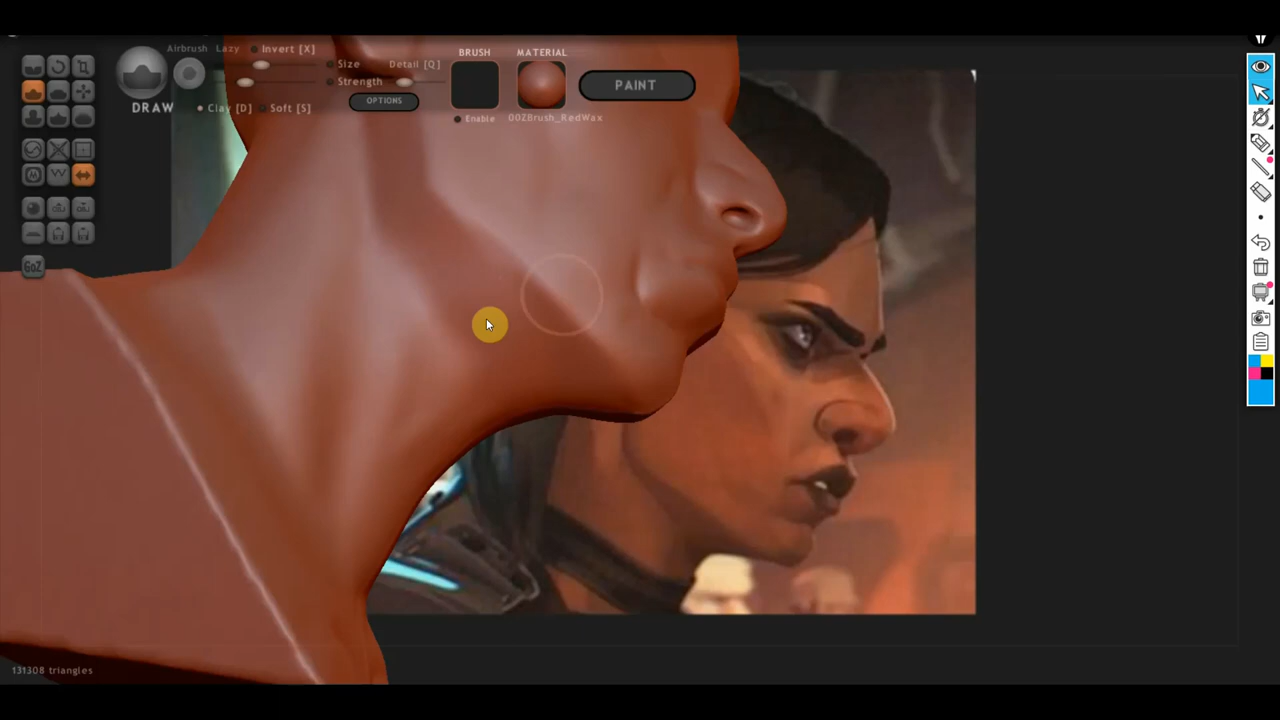 Airbrush Lazy Invert [X]
Size Detail [Q]
Strength
DRAW
Clay [D] Soft [S]
OPTIONS
BRUSH
Enable
MATERIAL
00ZBrush_RedWax
PAINT
GoZ
131308 triangles